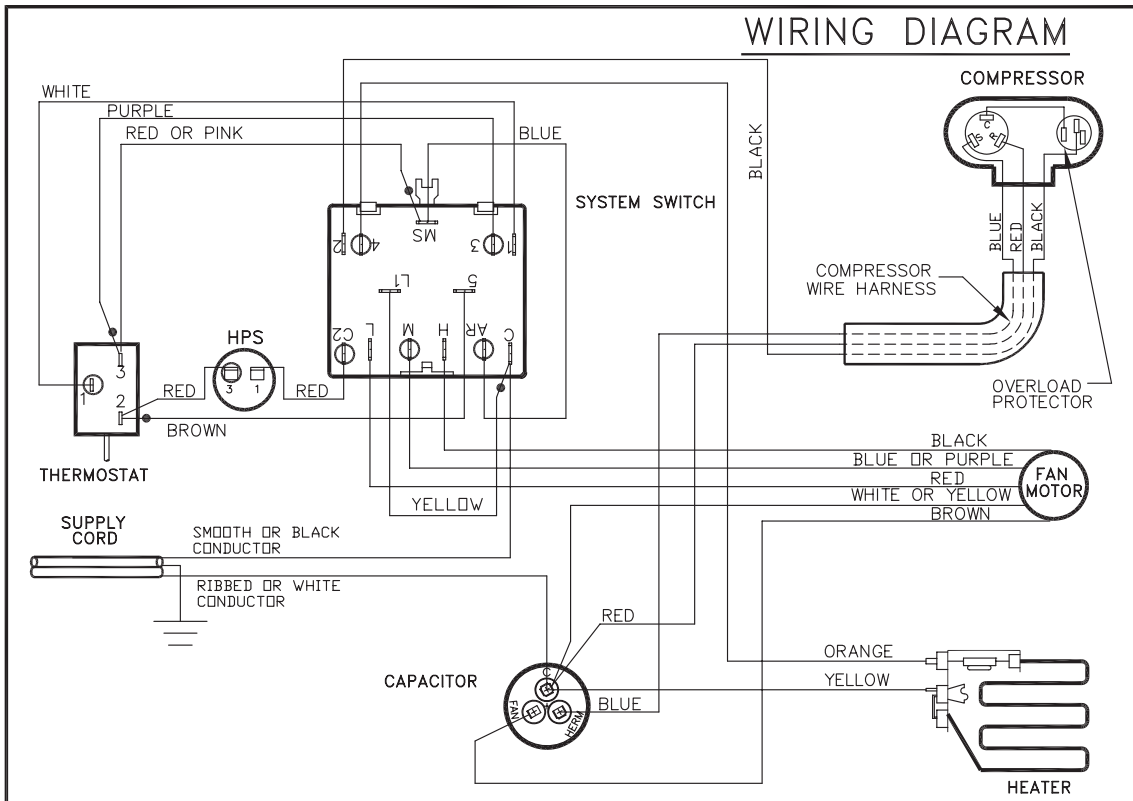 WIRING DIAGRAM
COMPRESSOR
WHITE
PURPLE
RED OR PINK
BLUE
BLACK
C
S
R
SYSTEM SWITCH
BLUE
RED
BLACK
2
4
MS
3
1
L1
5
COMPRESSOR
WIRE HARNESS
C2
L
M
H
AR
C
HPS
3
1
3
1
2
RED
RED
BROWN
OVERLOAD
PROTECTOR
THERMOSTAT
YELLOW
BLACK
BLUE OR PURPLE
RED
WHITE OR YELLOW
BROWN
FAN
MOTOR
SUPPLY
CORD
SMOOTH OR BLACK
CONDUCTOR
RIBBED OR WHITE
CONDUCTOR
RED
ORANGE
YELLOW
CAPACITOR
C
FAN
HERM
BLUE
HEATER